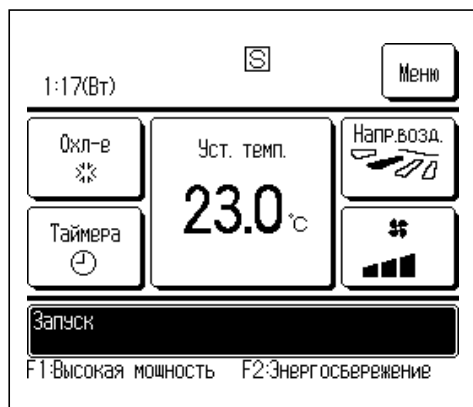 S
1:17(Вт)
Меню
Охл-е
Уст. темп.
Напр.возд.
23.0 °C
Таймера
Запуск
F1:Высокая мощность F2:Энергосбережение